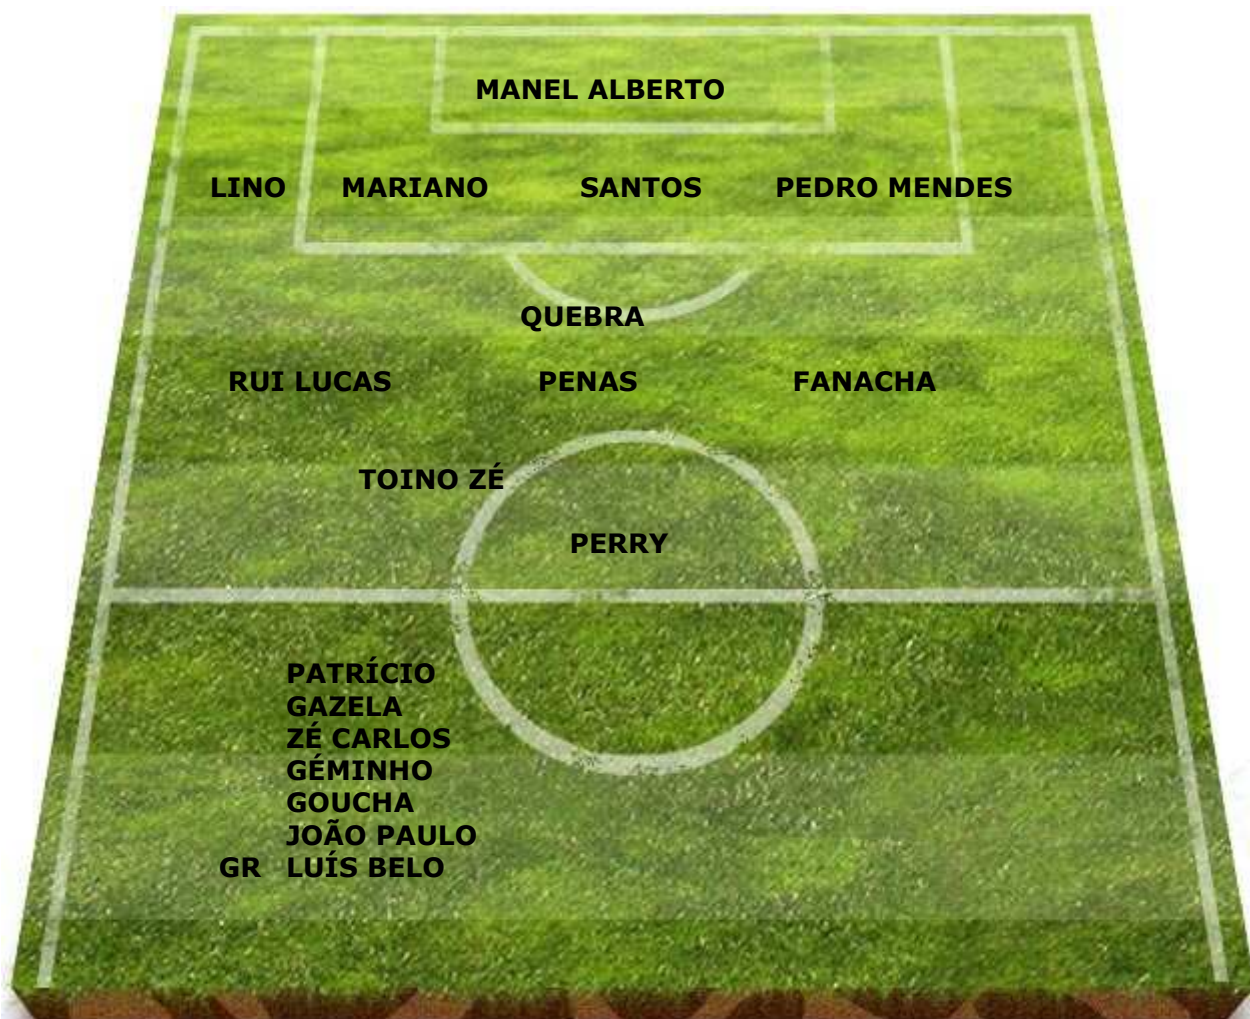 MANEL ALBERTO
LINO MARIANO SANTOS PEDRO MENDES
QUEBRA
RUI LUCAS PENAS FANACHA
TOINO ZÉ
PERRY
PATRÍCIO
GAZELA
ZÉ CARLOS
GÉMINHO
GOUCHA
JOÃO PAULO
GR LUÍS BELO